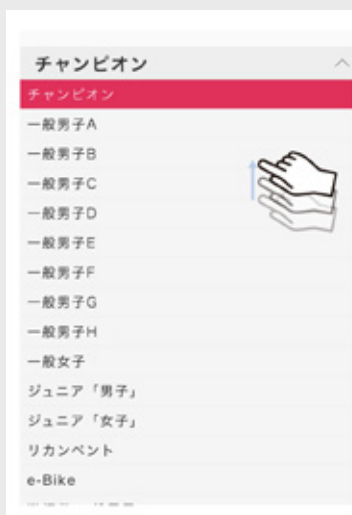 チャンピオン
チャンピオン
一般男子A
一般男子B
一般男子C
一般男子D
一般男子E
一般男子F
一般男子G
一般男子H
一般女子
ジュニア「男子」
ジュニア「女子」
リカンベント
e-Bike